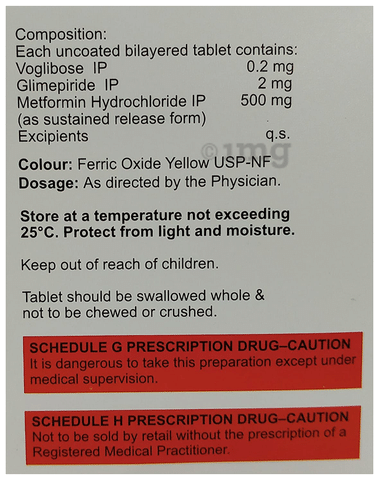 Composition:
Each uncoated bilayered tablet contains:
Voglibose IP 0.2 mg
Glimepiride IP 2 mg
Metformin Hydrochloride IP 500 mg
(as sustained release form)
Excipients q.s.
©1mg
Colour: Ferric Oxide Yellow USP-NF
Dosage: As directed by the Physician.
Store at a temperature not exceeding
25°C. Protect from light and moisture.
Keep out of reach of children.
Tablet should be swallowed whole &
not to be chewed or crushed.
SCHEDULE G PRESCRIPTION DRUG–CAUTION
It is dangerous to take this preparation except under
medical supervision.
SCHEDULE H PRESCRIPTION DRUG–CAUTION
Not to be sold by retail without the prescription of a
Registered Medical Practitioner.